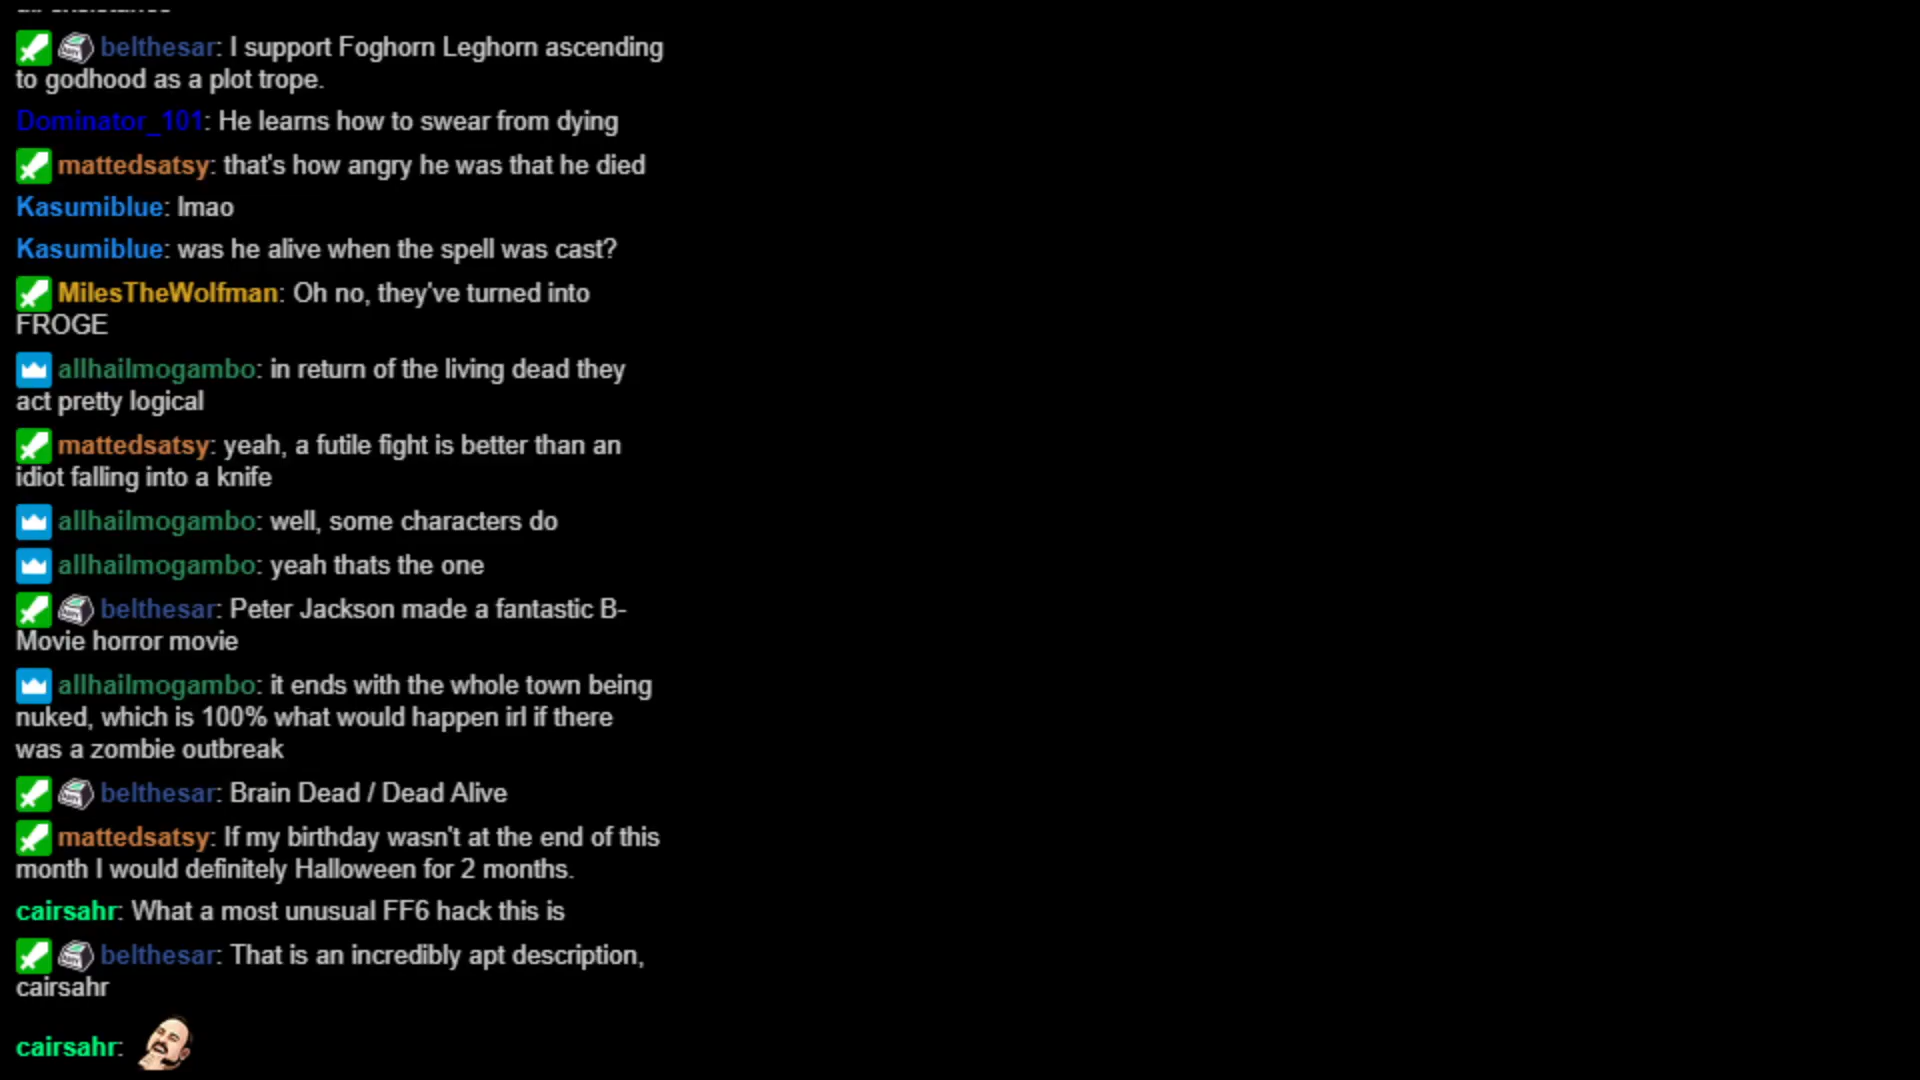 belthesar: I support Foghorn Leghorn ascending
to godhood as a plot trope.
Dominator_101: He learns how to swear from dying
mattedsatsy: that's how angry he was that he died
Kasumiblue: lmao
Kasumiblue: was he alive when the spell was cast?
MilesTheWolfman: Oh no, they've turned into
FROGE
allhailmogambo: in return of the living dead they
act pretty logical
mattedsatsy: yeah, a futile fight is better than an
idiot falling into a knife
allhailmogambo: well, some characters do
allhailmogambo: yeah thats the one
belthesar: Peter Jackson made a fantastic B-
Movie horror movie
allhailmogambo: it ends with the whole town being
nuked, which is 100% what would happen irl if there
was a zombie outbreak
belthesar: Brain Dead / Dead Alive
mattedsatsy: If my birthday wasn't at the end of this
month I would definitely Halloween for 2 months.
cairsahr: What a most unusual FF6 hack this is
belthesar: That is an incredibly apt description,
cairsahr
cairsahr: